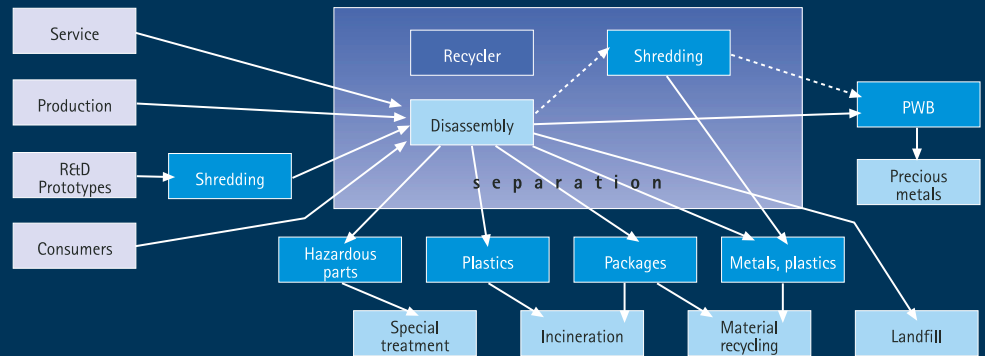 Service
Recycler
Shredding
Production
Disassembly
PWB
R&D
Prototypes
Shredding
separation
Precious
metals
Consumers
Hazardous
parts
Plastics
Packages
Metals, plastics
Special
treatment
Incineration
Material
recycling
Landfill